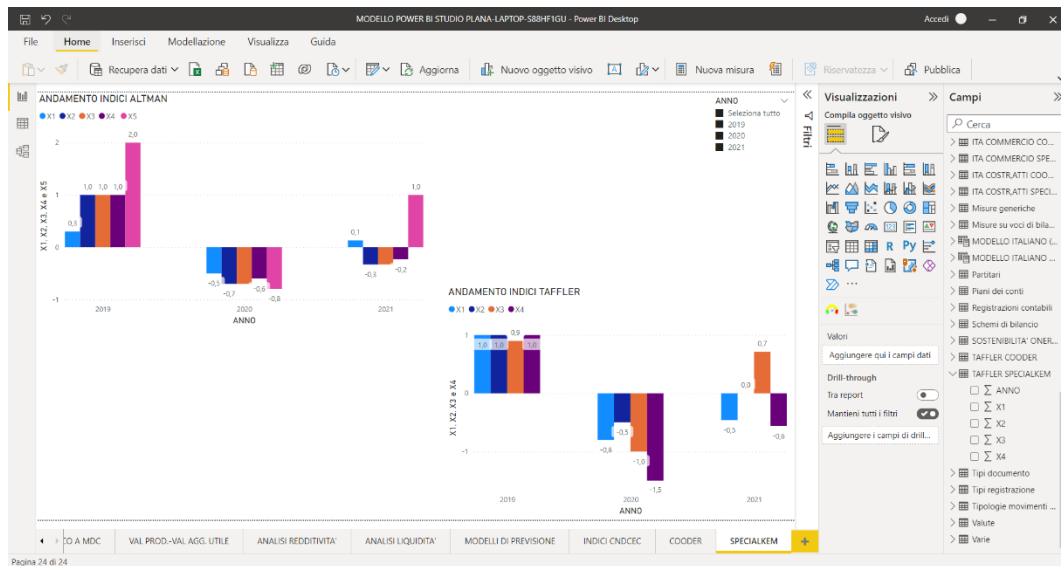 MODELLO POWER BI STUDIO PLANA-LAPTOP-S88HF1GU - Power BI Desktop
Accedi
File Home Inserisci Modellazione Visualizza Guida
Recupera dati Aggiorna Nuovo oggetto visivo Nuova misura Riservatezza Pubblica
ANDAMENTO INDICI ALTMAN
X1 X2 X3 X4 X5
X1, X2, X3, X4 e X5
2
1
0
-1
0,3
1,0 1,0 1,0
2,0
-0,5
-0,7
-0,6
-0,8
0,1
-0,3
-0,2
1,0
2019 2020 2021
ANNO
ANNO
Seleziona tutto
2019
2020
2021
ANDAMENTO INDICI TAFFLER
X1 X2 X3 X4
X1, X2, X3 e X4
1
0
-1
1,0 1,0 0,9 1,0
-0,8
-0,5
-1,0
-1,5
-0,5
0,0
0,7
-0,6
2019 2020 2021
ANNO
Filtri
Visualizzazioni
Compila oggetto visivo
R Py
123
Valori
Aggiungere qui i campi dati
Drill-through
Tra report
Mantieni tutti i filtri
Aggiungere i campi di drill...
Campi
Cerca
ITA COMMERCIO CO...
ITA COMMERCIO SPE...
ITA COSTR,ATTI COO...
ITA COSTR,ATTI SPECI...
Misure generiche
Misure su voci di bila...
MODELLO ITALIANO (...
MODELLO ITALIANO ...
Partitari
Piani dei conti
Registrazioni contabili
Schemi di bilancio
SOSTENIBILITA' ONER...
TAFFLER COODER
TAFFLER SPECIALKEM
∑ ANNO
∑ X1
∑ X2
∑ X3
∑ X4
Tipi documento
Tipi registrazione
Tipologie movimenti ...
Valute
Varie
CO A MDC VAL PROD.-VAL AGG. UTILE ANALISI REDDITIVITA' ANALISI LIQUIDITA' MODELLI DI PREVISIONE INDICI CNDCEC COODER SPECIALKEM
Pagina 24 di 24